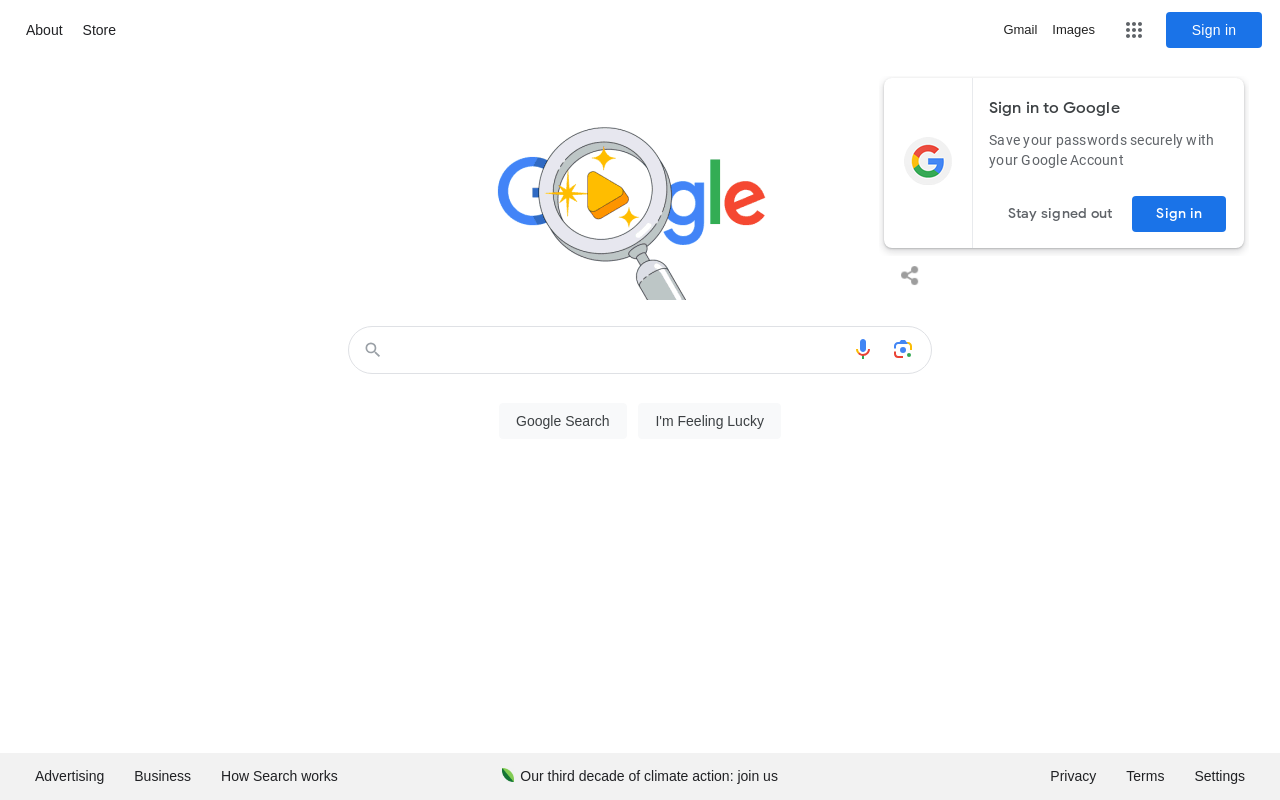 About Store
Gmail Images
Sign in
Sign in to Google
Save your passwords securely with
your Google Account
Stay signed out
Sign in
Google Search
I'm Feeling Lucky
Advertising Business How Search works
Our third decade of climate action: join us
Privacy Terms Settings